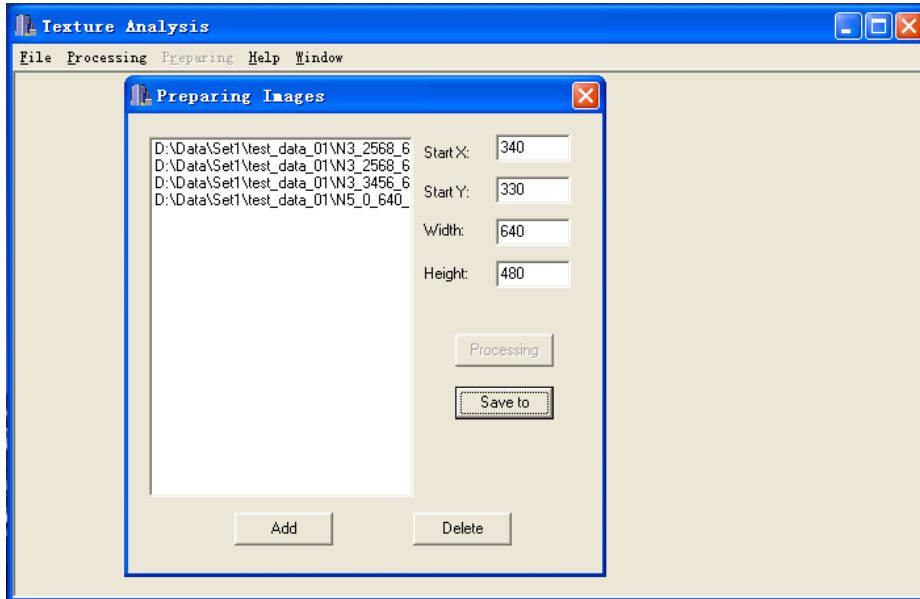 Texture Analysis
File Processing Preparing Help Window
Preparing Images
D:\Data\Set1\test_data_01\N3_2568_6
D:\Data\Set1\test_data_01\N3_2568_6
D:\Data\Set1\test_data_01\N3_3456_6
D:\Data\Set1\test_data_01\N5_0_640_
Start X: 340
Start Y: 330
Width: 640
Height: 480
Processing
Save to
Add Delete